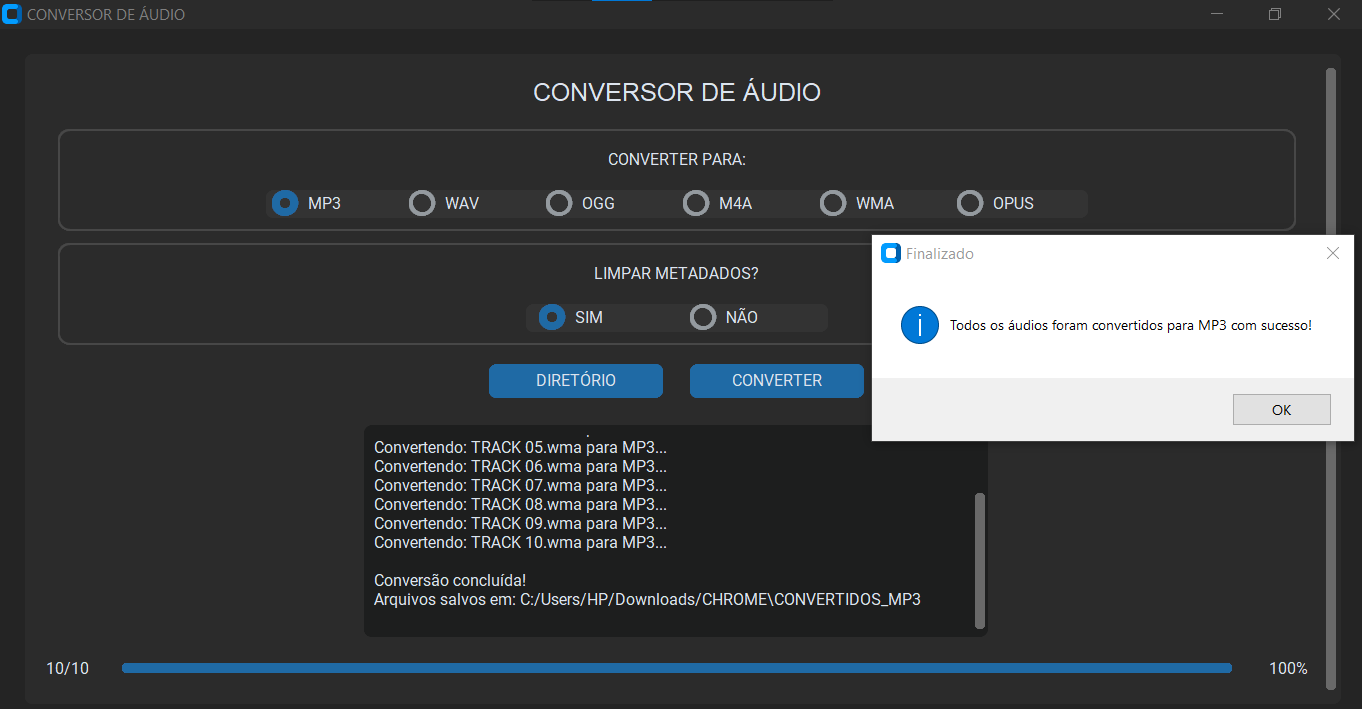 CONVERSOR DE ÁUDIO
CONVERSOR DE ÁUDIO
CONVERTER PARA:
MP3 WAV OGG M4A WMA OPUS
LIMPAR METADADOS?
SIM NÃO
DIRETÓRIO CONVERTER
Finalizado
Todos os áudios foram convertidos para MP3 com sucesso!
OK
Convertendo: TRACK 05.wma para MP3...
Convertendo: TRACK 06.wma para MP3...
Convertendo: TRACK 07.wma para MP3...
Convertendo: TRACK 08.wma para MP3...
Convertendo: TRACK 09.wma para MP3...
Convertendo: TRACK 10.wma para MP3...
Conversão concluída!
Arquivos salvos em: C:/Users/HP/Downloads/CHROME\CONVERTIDOS_MP3
10/10 100%